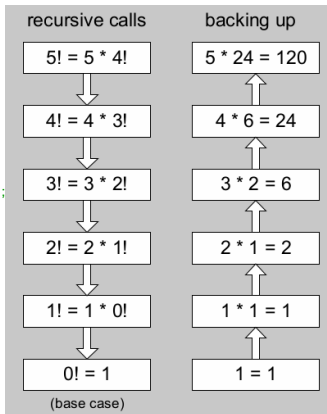 recursive calls
5! = 5 * 4!
4! = 4 * 3!
3! = 3 * 2!
2! = 2 * 1!
1! = 1 * 0!
0! = 1
(base case)
backing up
5 * 24 = 120
4 * 6 = 24
3 * 2 = 6
2 * 1 = 2
1 * 1 = 1
1 = 1
;